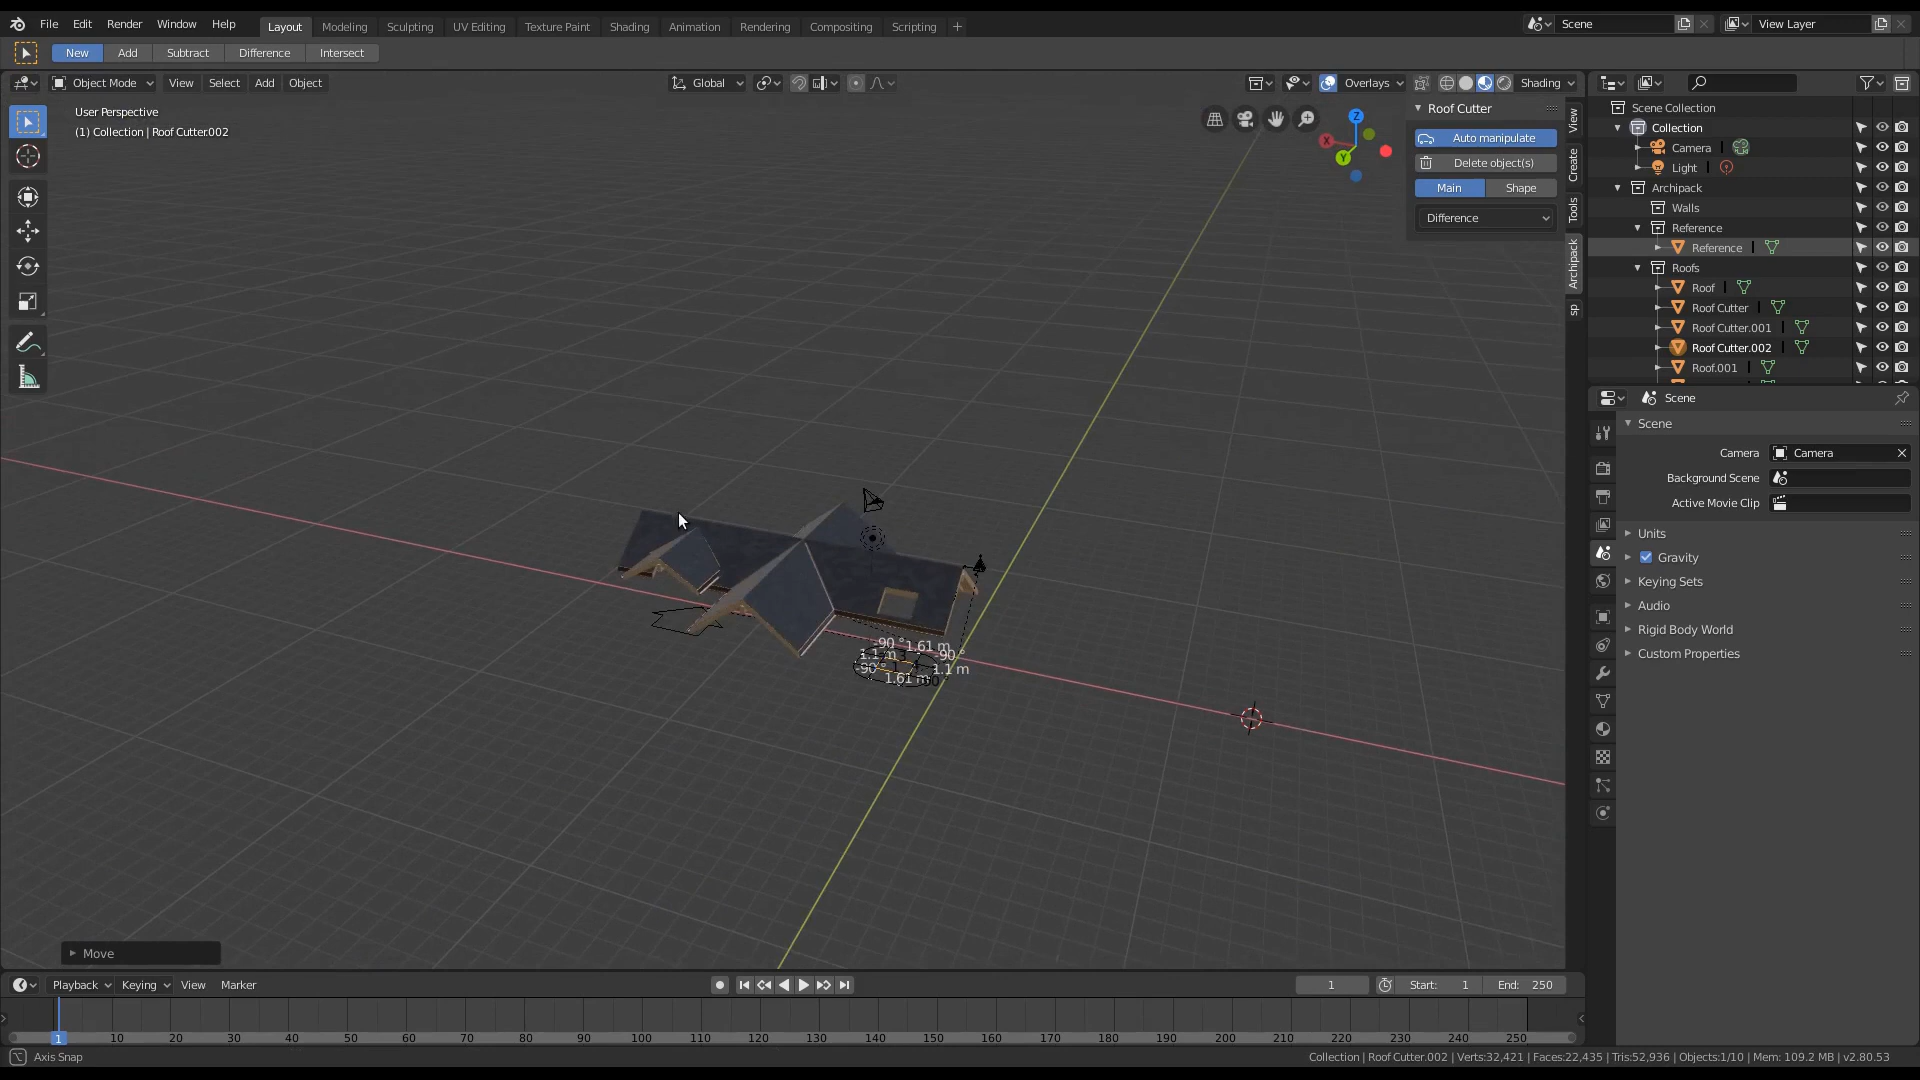 File Edit Render Window Help Layout Modeling Sculpting UV Editing Texture Paint Shading Animation Rendering Compositing Scripting + Scene View Layer
New Add Subtract Difference Intersect
Object Mode View Select Add Object Global Overlays Shading
User Perspective
(1) Collection | Roof Cutter.002
Z
X
Y
Roof Cutter
Auto manipulate
Delete object(s)
Main Shape
Difference
View
Create
Tools
Archipack
sp
Scene Collection
Collection
Camera
Light
Archipack
Walls
Reference
Reference
Roofs
Roof
Roof Cutter
Roof Cutter.001
Roof Cutter.002
Roof.001
Scene
Scene
Camera Camera
Background Scene
Active Movie Clip
Units
Gravity
Keying Sets
Audio
Rigid Body World
Custom Properties
-90 ° 1.61 m
1.1 m -90 °
-90 ° 1.1 m
1.61 m
Move
Playback Keying View Marker 1 Start: 1 End: 250
1 10 20 30 40 50 60 70 80 90 100 110 120 130 140 150 160 170 180 190 200 210 220 230 240 250
Axis Snap
Collection | Roof Cutter.002 | Verts:32,421 | Faces:22,435 | Tris:52,936 | Objects:1/10 | Mem: 109.2 MB | v2.80.53